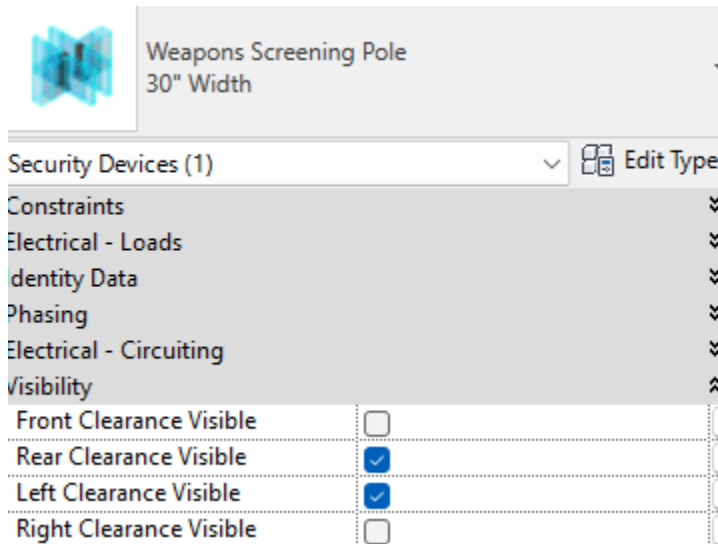 Weapons Screening Pole
30" Width
Security Devices (1)
Edit Type
Constraints
Electrical - Loads
Identity Data
Phasing
Electrical - Circuiting
Visibility
Front Clearance Visible
Rear Clearance Visible
Left Clearance Visible
Right Clearance Visible